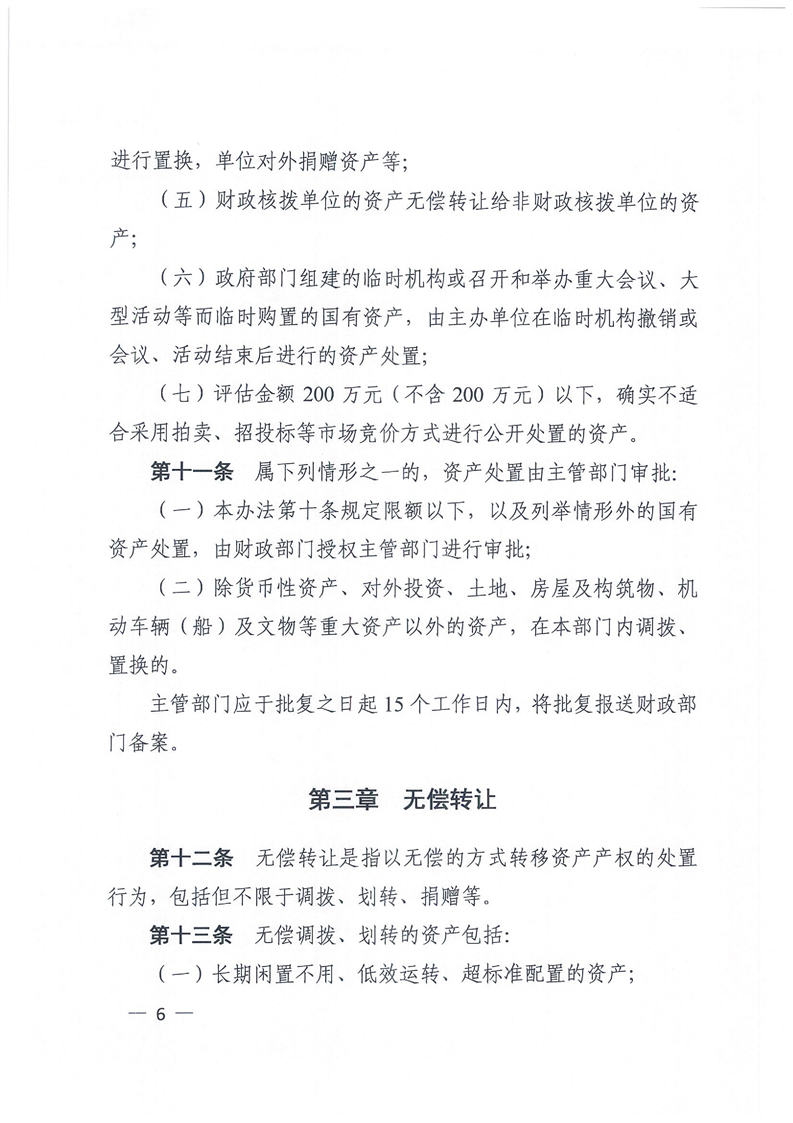 进行置换，单位对外捐赠资产等；
（五）财政核拨单位的资产无偿转让给非财政核拨单位的资
产；
（六）政府部门组建的临时机构或召开和举办重大会议、大
型活动等而临时购置的国有资产，由主办单位在临时机构撤销或
会议、活动结束后进行的资产处置；
（七）评估金额 200 万元（不含 200 万元）以下，确实不适
合采用拍卖、招投标等市场竞价方式进行公开处置的资产。
第十一条　属下列情形之一的，资产处置由主管部门审批：
（一）本办法第十条规定限额以下，以及列举情形外的国有
资产处置，由财政部门授权主管部门进行审批；
（二）除货币性资产、对外投资、土地、房屋及构筑物、机
动车辆（船）及文物等重大资产以外的资产，在本部门内调拨、
置换的。
主管部门应于批复之日起 15 个工作日内，将批复报送财政部
门备案。
第三章　无偿转让
第十二条　无偿转让是指以无偿的方式转移资产产权的处置
行为，包括但不限于调拨、划转、捐赠等。
第十三条　无偿调拨、划转的资产包括：
（一）长期闲置不用、低效运转、超标准配置的资产；
— 6 —